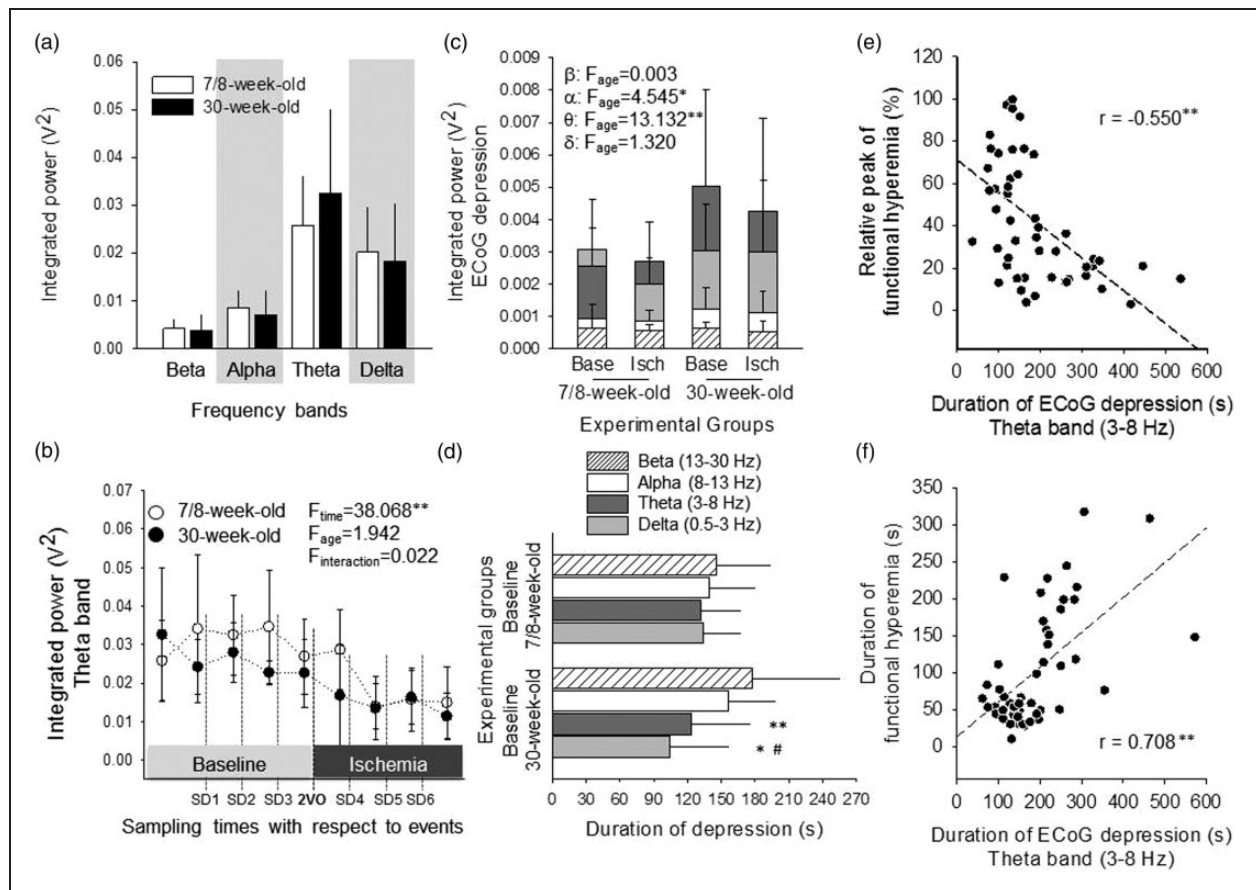 (a)
Integrated power (V²)
0.06
0.05
0.04
0.03
0.02
0.01
0.00
7/8-week-old
30-week-old
Beta
Alpha
Theta
Delta
Frequency bands
(b)
Integrated power (V²)
Theta band
0.07
0.06
0.05
0.04
0.03
0.02
0.01
0.00
7/8-week-old
30-week-old
Ftime=38.068**
Fage=1.942
Finteraction=0.022
Baseline
Ischemia
SD1 SD2 SD3 2VO SD4 SD5 SD6
Sampling times with respect to events
(c)
Integrated power (V²)
ECoG depression
0.009
0.008
0.007
0.006
0.005
0.004
0.003
0.002
0.001
0.000
β: Fage=0.003
α: Fage=4.545*
θ: Fage=13.132**
δ: Fage=1.320
Base Isch Base Isch
7/8-week-old 30-week-old
Experimental Groups
(d)
Beta (13-30 Hz)
Alpha (8-13 Hz)
Theta (3-8 Hz)
Delta (0.5-3 Hz)
Experimental groups
Baseline
7/8-week-old
Baseline
30-week-old
**
* #
0 30 60 90 120 150 180 210 240 270
Duration of depression (s)
(e)
Relative peak of
functional hyperemia (%)
120
100
80
60
40
20
0
r = -0.550**
0 100 200 300 400 500 600
Duration of ECoG depression (s)
Theta band (3-8 Hz)
(f)
Duration of
functional hyperemia (s)
350
300
250
200
150
100
50
0
r = 0.708**
0 100 200 300 400 500 600
Duration of ECoG depression (s)
Theta band (3-8 Hz)